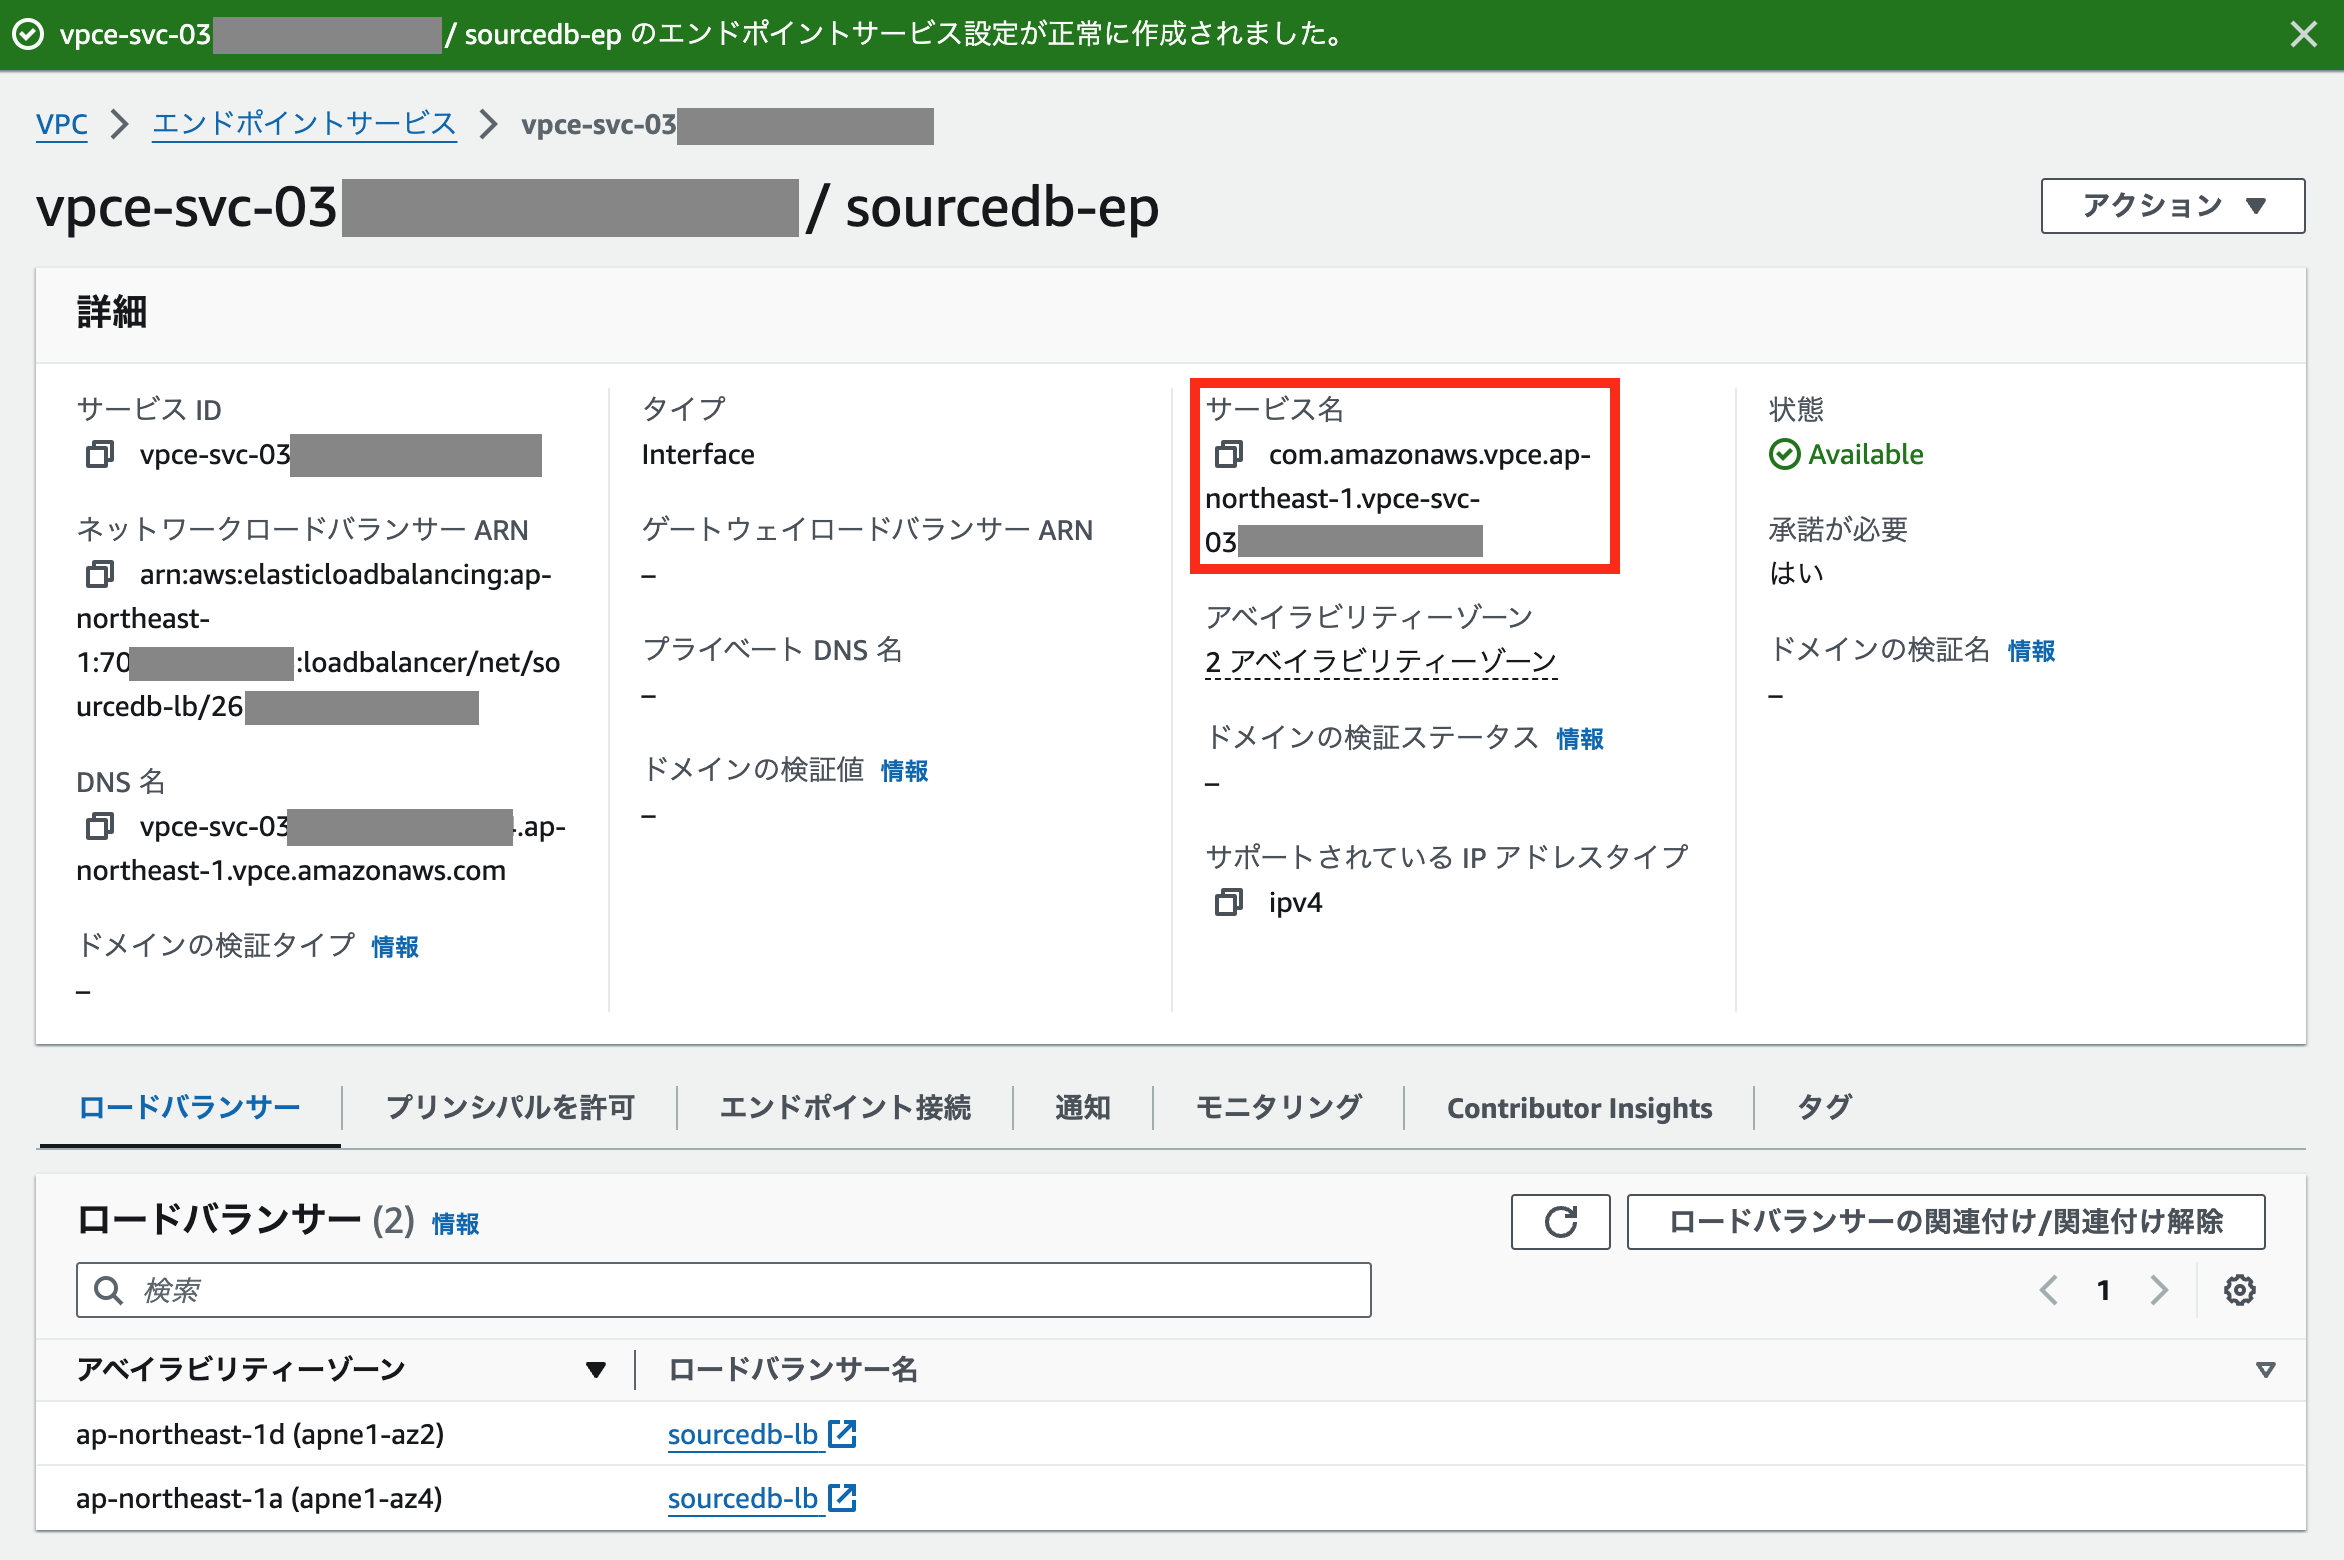 vpce-svc-03 / sourcedb-ep のエンドポイントサービス設定が正常に作成されました。
VPC エンドポイントサービス vpce-svc-03
vpce-svc-03 / sourcedb-ep
アクション
詳細
サービス ID
vpce-svc-03
ネットワークロードバランサー ARN
arn:aws:elasticloadbalancing:ap-
northeast-
1:70 :loadbalancer/net/so
urcedb-lb/26
DNS 名
vpce-svc-03 .ap-
northeast-1.vpce.amazonaws.com
ドメインの検証タイプ 情報
–
タイプ
Interface
ゲートウェイロードバランサー ARN
–
プライベート DNS 名
–
ドメインの検証値 情報
–
サービス名
com.amazonaws.vpce.ap-
northeast-1.vpce-svc-
03
アベイラビリティーゾーン
2 アベイラビリティーゾーン
ドメインの検証ステータス 情報
–
サポートされている IP アドレスタイプ
ipv4
状態
Available
承諾が必要
はい
ドメインの検証名 情報
–
ロードバランサー プリンシパルを許可 エンドポイント接続 通知 モニタリング Contributor Insights タグ
ロードバランサー (2) 情報
ロードバランサーの関連付け/関連付け解除
検索
1
アベイラビリティーゾーン ロードバランサー名
ap-northeast-1d (apne1-az2) sourcedb-lb
ap-northeast-1a (apne1-az4) sourcedb-lb